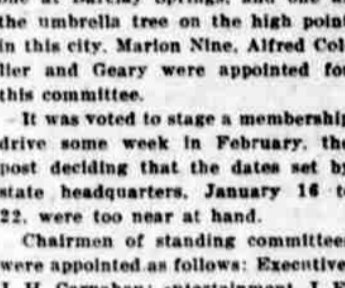 the umbrella tree on the high point
in this city. Marion Nine, Alfred Col
lier and Geary were appointed fo
this committee.
It was voted to stage a membership
drive some week in February, the
post deciding that the dates set by
state headquarters, January 16 t
22, were too near at hand.
Chairmen of standing committee
were appointed as follows: Executive